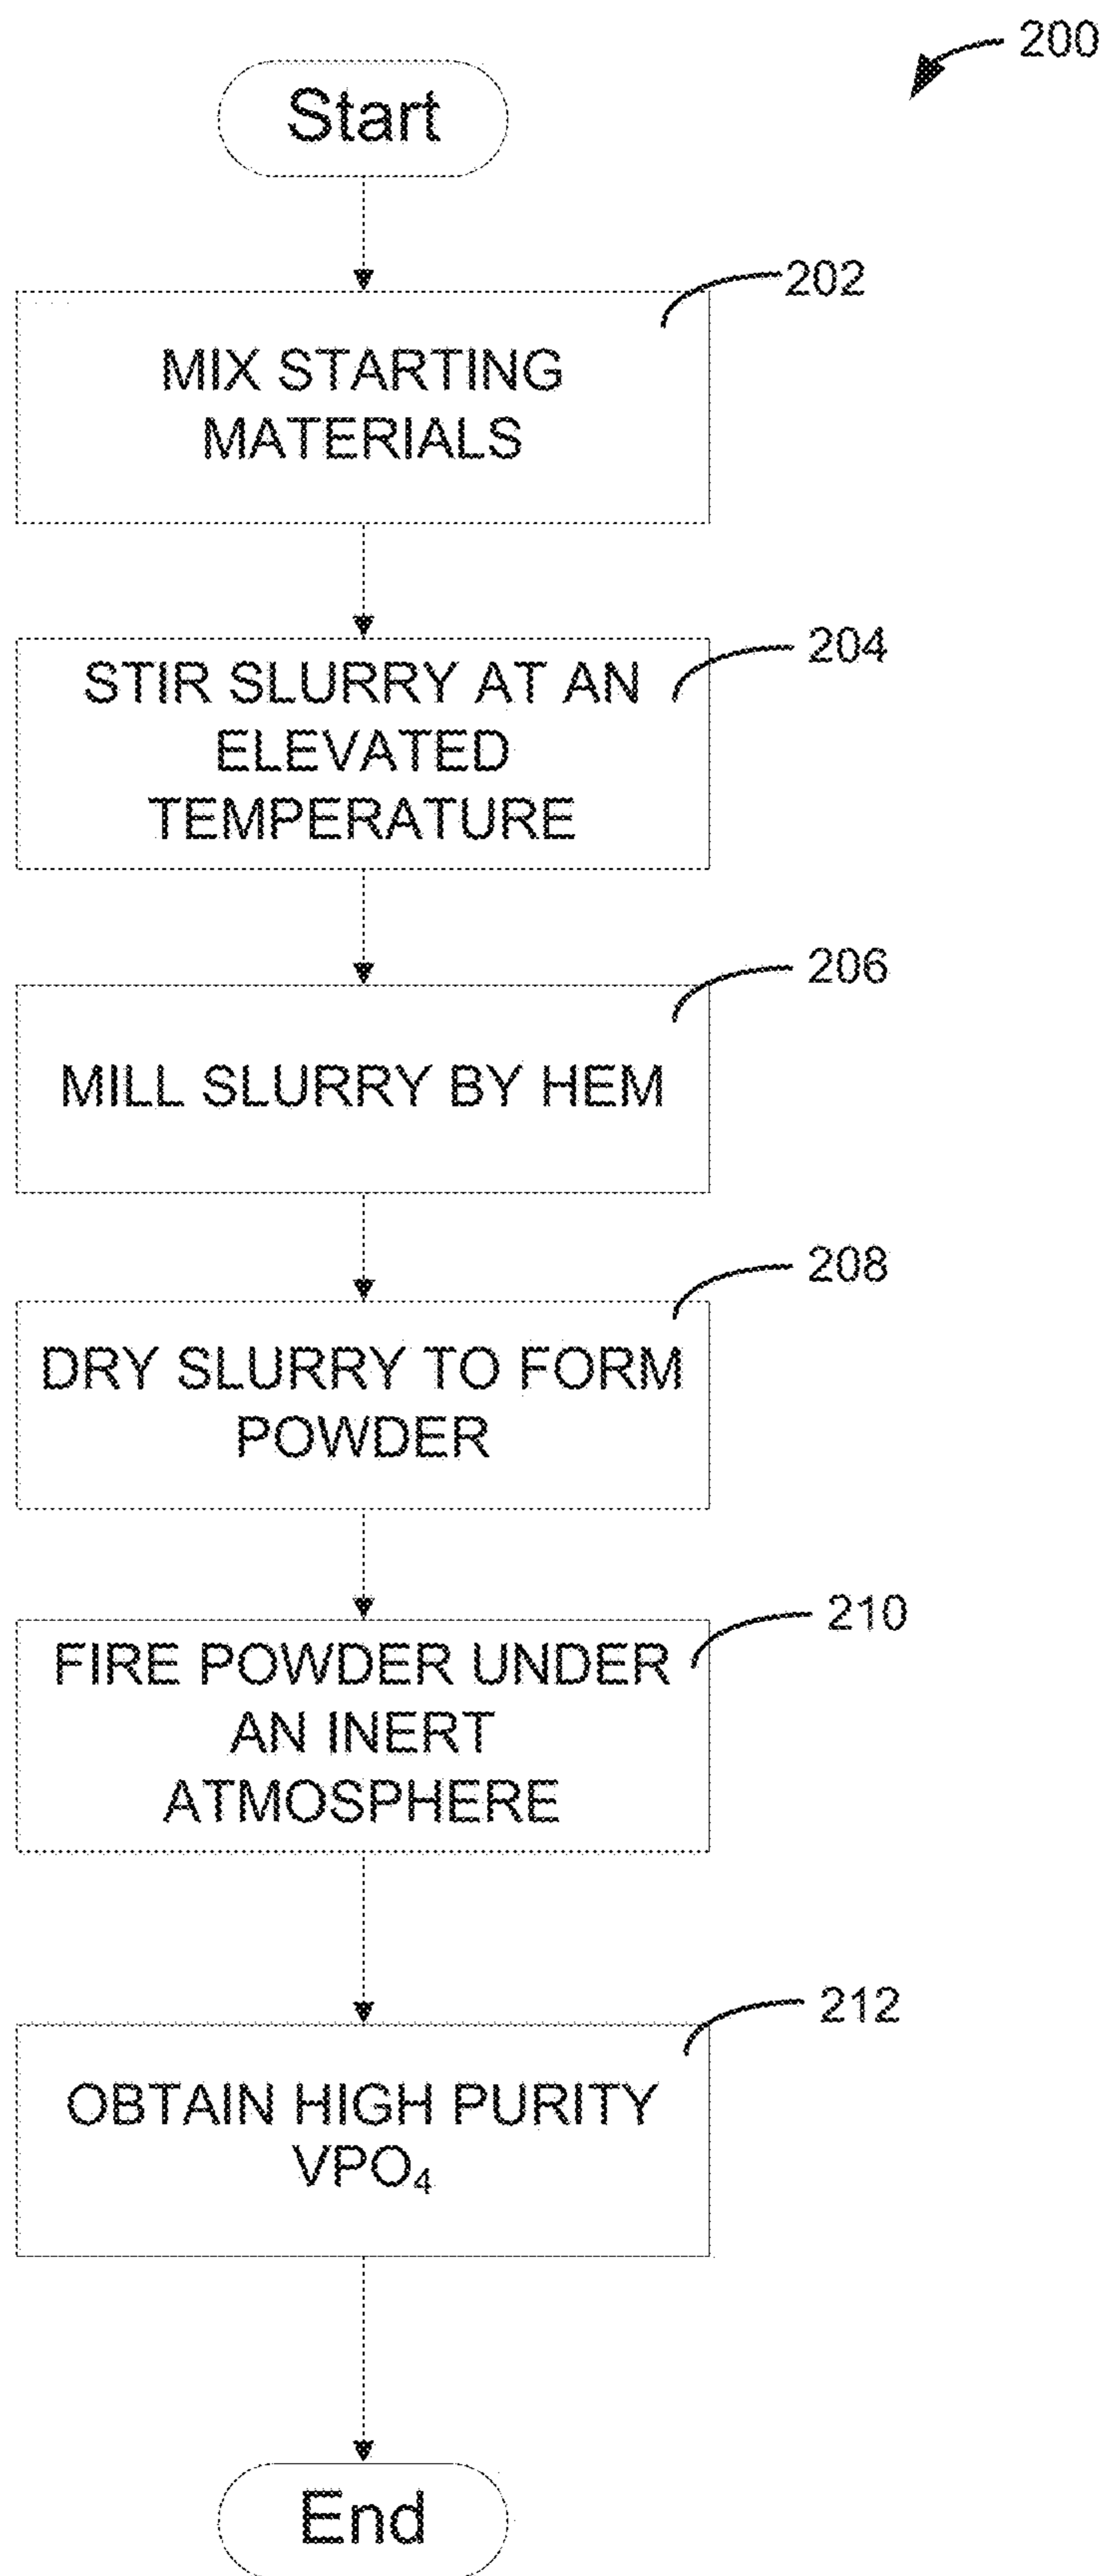 200
Start
202
MIX STARTING
MATERIALS
204
STIR SLURRY AT AN
ELEVATED
TEMPERATURE
206
MILL SLURRY BY HEM
208
DRY SLURRY TO FORM
POWDER
210
FIRE POWDER UNDER
AN INERT
ATMOSPHERE
212
OBTAIN HIGH PURITY
VPO₄
End